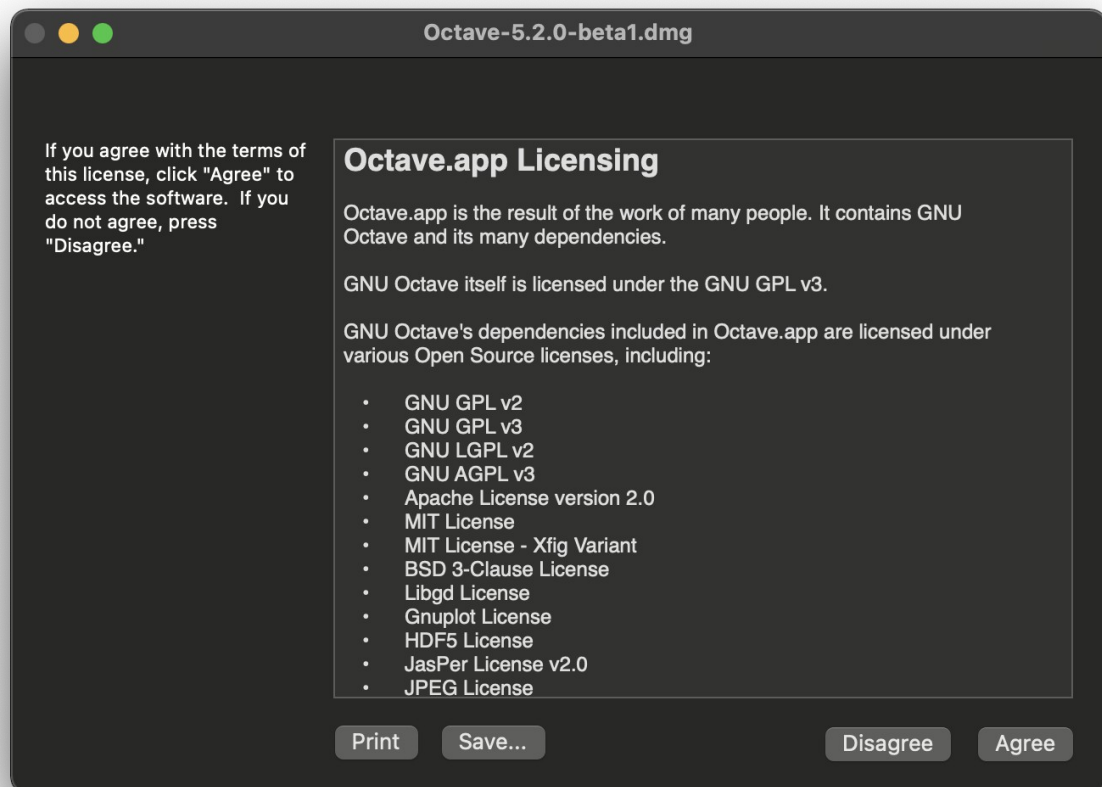 Octave-5.2.0-beta1.dmg
If you agree with the terms of
this license, click "Agree" to
access the software.  If you
do not agree, press
"Disagree."
Octave.app Licensing
Octave.app is the result of the work of many people. It contains GNU
Octave and its many dependencies.
GNU Octave itself is licensed under the GNU GPL v3.
GNU Octave's dependencies included in Octave.app are licensed under
various Open Source licenses, including:
• GNU GPL v2
• GNU GPL v3
• GNU LGPL v2
• GNU AGPL v3
• Apache License version 2.0
• MIT License
• MIT License - Xfig Variant
• BSD 3-Clause License
• Libgd License
• Gnuplot License
• HDF5 License
• JasPer License v2.0
• JPEG License
Print Save... Disagree Agree